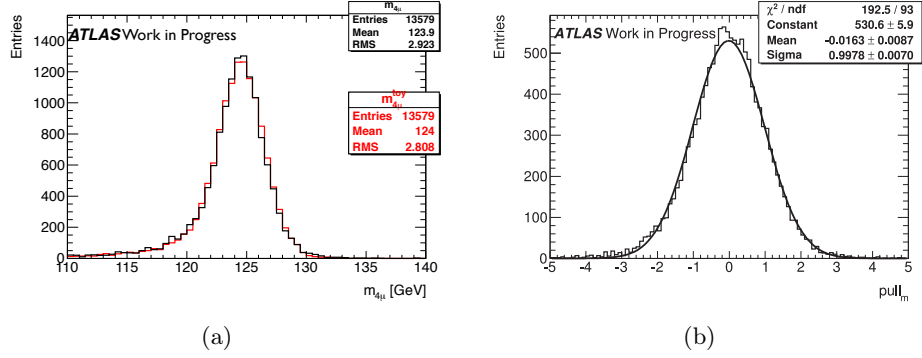 m4μ
Entries 13579
Mean 123.9
RMS 2.923
ATLAS Work in Progress
m4μ^toy
Entries 13579
Mean 124
RMS 2.808
Entries
1400
1200
1000
800
600
400
200
0
110 115 120 125 130 135 140
m4μ [GeV]
(a)
χ² / ndf 192.5 / 93
Constant 530.6 ± 5.9
Mean -0.0163 ± 0.0087
Sigma 0.9978 ± 0.0070
ATLAS Work in Progress
Entries
500
400
300
200
100
0
-5 -4 -3 -2 -1 0 1 2 3 4 5
pull_m
(b)